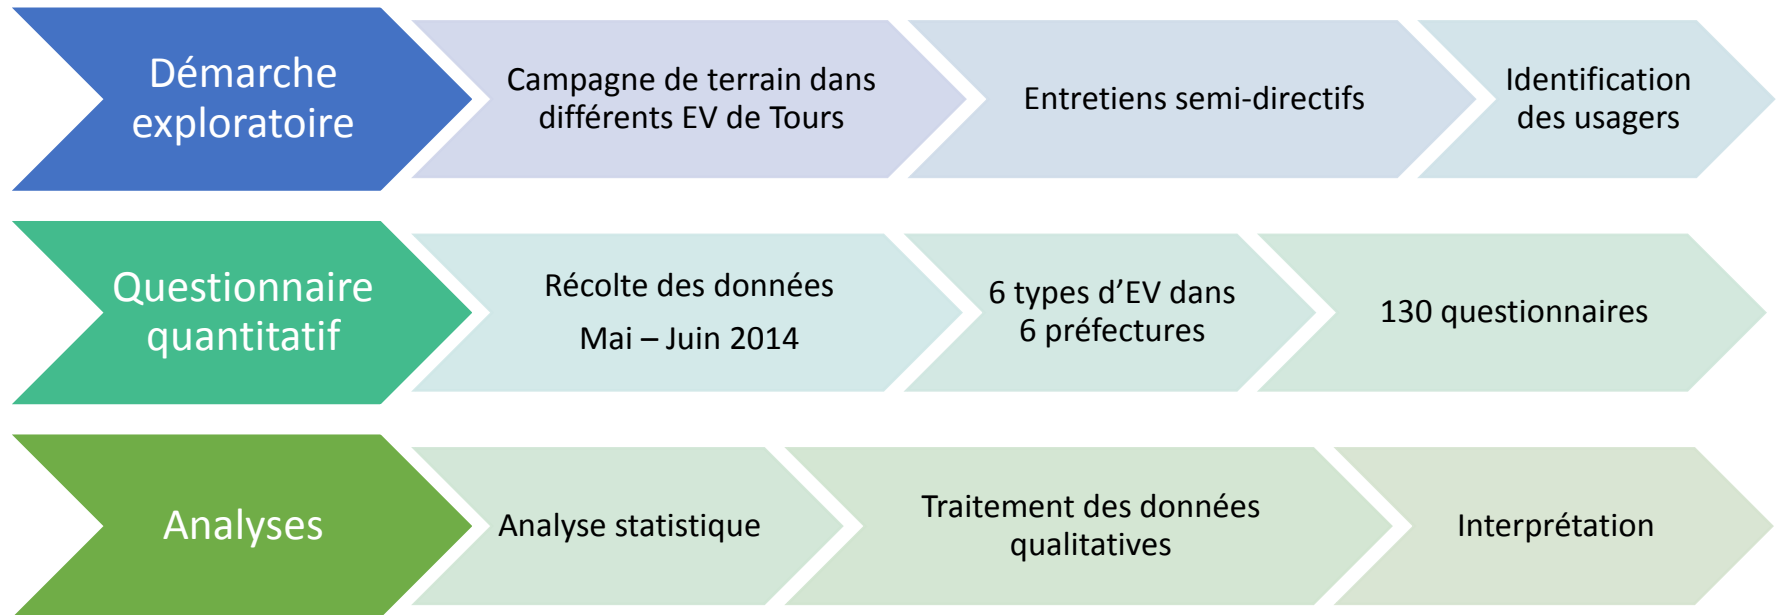 Démarche
exploratoire
Campagne de terrain dans
différents EV de Tours
Entretiens semi-directifs
Identification
des usagers
Questionnaire
quantitatif
Récolte des données
Mai – Juin 2014
6 types d’EV dans
6 préfectures
130 questionnaires
Analyses
Analyse statistique
Traitement des données
qualitatives
Interprétation